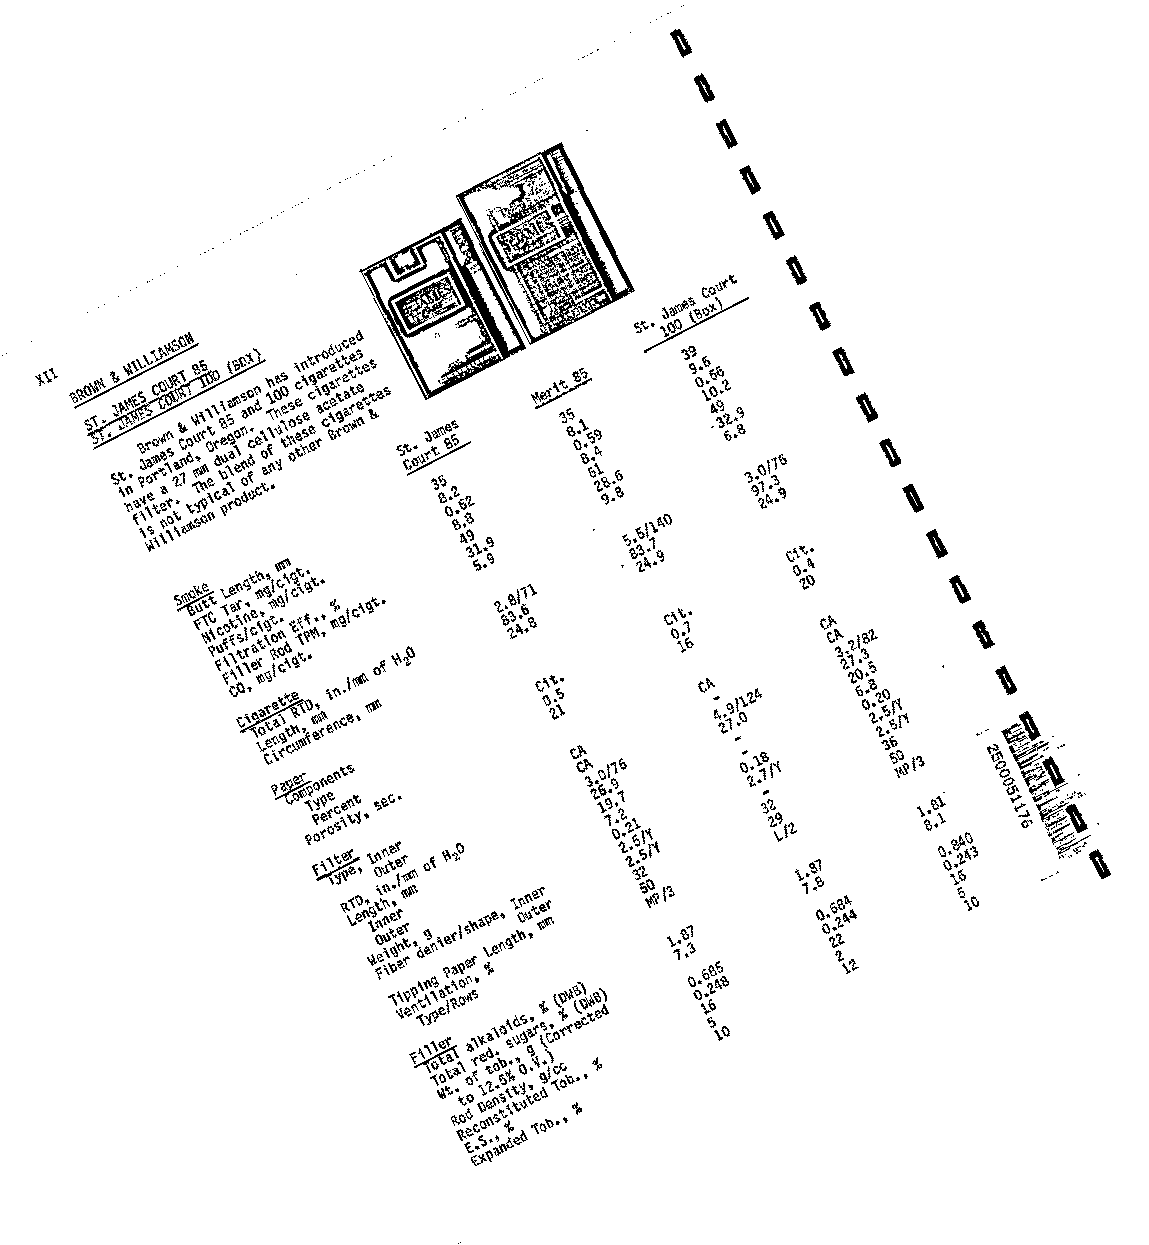 XII
BROWN & WILLIAMSON
ST. JAMES COURT 85
ST. JAMES COURT 100 (BOX)
Brown & Williamson has introduced
St. James Court 85 and 100 cigarettes
in Portland, Oregon. These cigarettes
have a 27 mm dual cellulose acetate
filter. The blend of these cigarettes
is not typical of any other Brown &
Williamson product.
St. James Court 85 Merit 85 St. James Court 100 (Box)
Smoke
Butt Length, mm 35 35 39
FTC Tar, mg/cigt. 8.2 8.1 9.6
Nicotine, mg/cigt. 0.62 0.59 0.66
Puffs/cigt. 8.8 8.4 10.2
Filtration Eff., % 49 61 49
Filler Rod TPM, mg/cigt. 31.9 28.6 -32.9
CO, mg/cigt. 5.9 9.8 6.8
Cigarette
Total RTD, in./mm of H2O 2.8/71 5.5/140 3.0/76
Length, mm 83.6 83.7 97.3
Circumference, mm 24.8 24.9 24.9
Paper
Components
Type Cit. Cit. Cit.
Percent 0.5 0.7 0.4
Porosity, sec. 21 16 20
Filter
Type, Inner CA CA CA
Outer CA - CA
RTD, in./mm of H2O 3.0/76 4.9/124 3.2/82
Length, mm 26.9 27.0 27.3
Inner 19.7 - 20.5
Outer 7.2 - 6.8
Weight, g 0.21 0.18 0.20
Fiber denier/shape, Inner 2.5/Y 2.7/Y 2.5/Y
Outer 2.5/Y - 2.5/Y
Tipping Paper Length, mm 32 32 36
Ventilation, % 50 29 50
Type/Rows MP/3 L/2 MP/3
Filler
Total alkaloids, % (DWB) 1.87 1.87 1.81
Total red. sugars, % (DWB) 7.3 7.8 8.1
Wt. of tob., g (Corrected
to 12.5% O.V.) 0.685 0.684 0.840
Rod Density, g/cc 0.248 0.244 0.243
Reconstituted Tob., % 16 22 16
E.S., % 5 2 5
Expanded Tob., % 10 12 10
2500051176